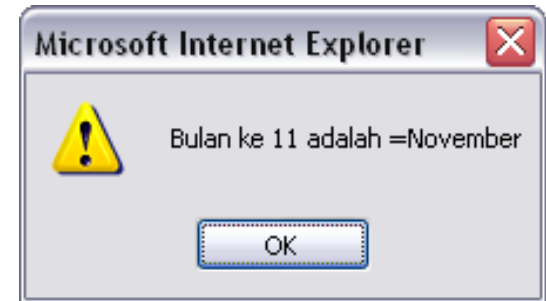 Microsoft Internet Explorer
Bulan ke 11 adalah =November
OK